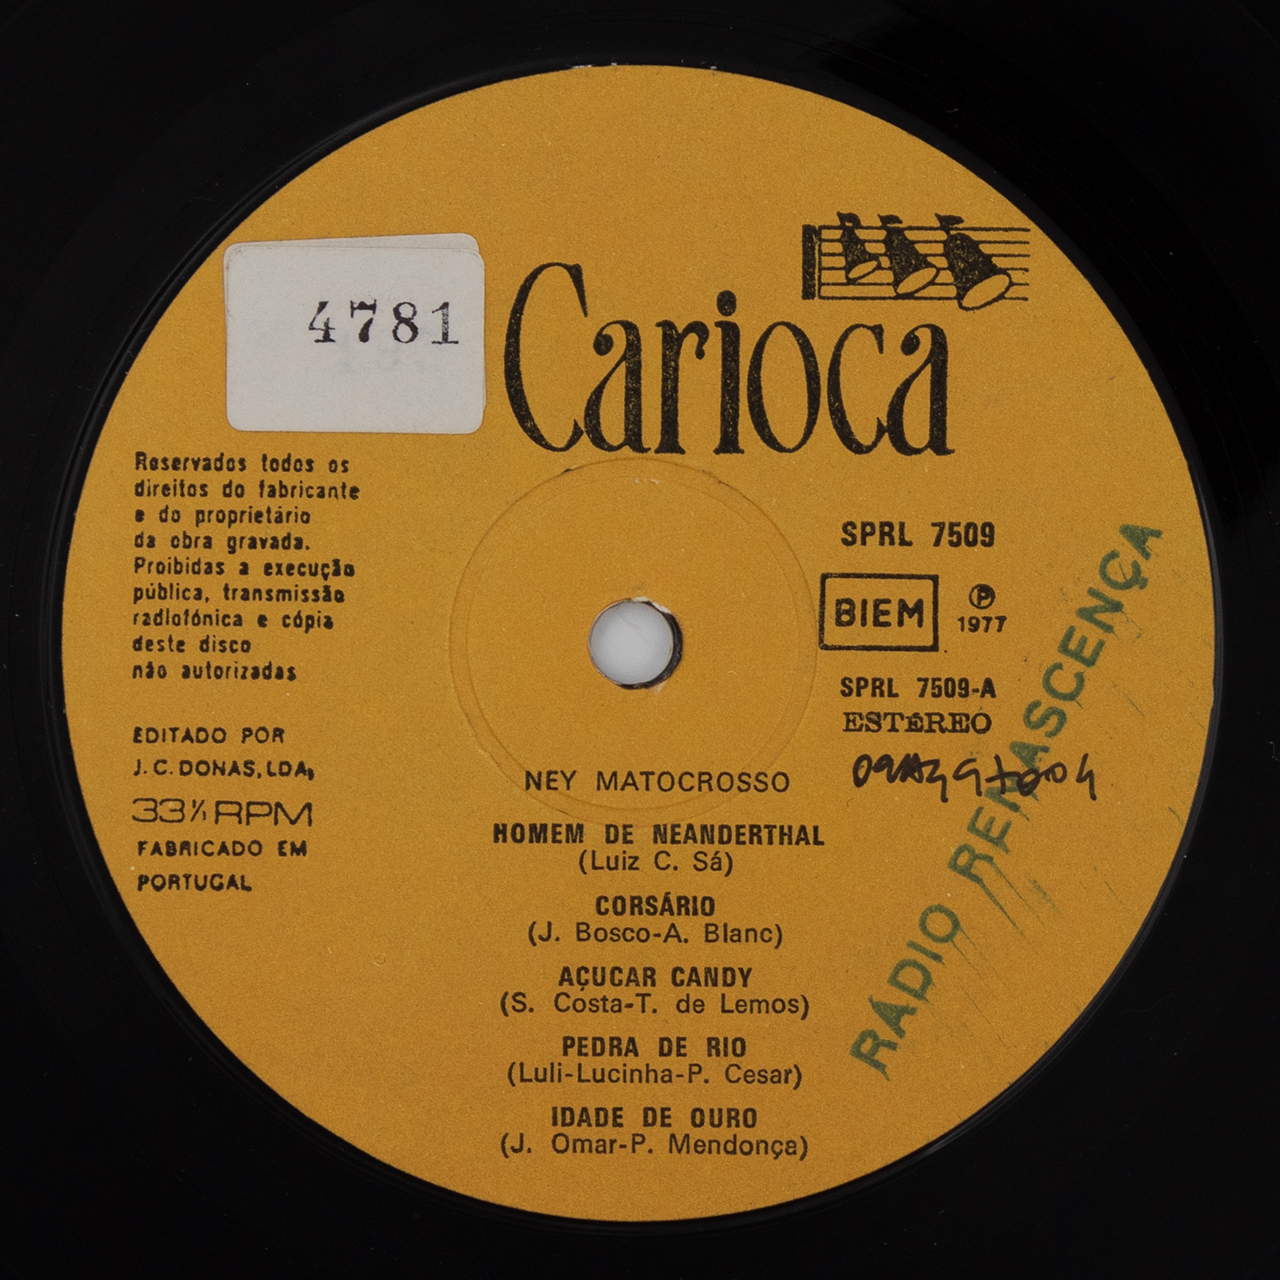 4781
Carioca
Reservados todos os
direitos do fabricante
e do proprietário
da obra gravada.
Proibidas a execução
pública, transmissão
radiofónica e cópia
deste disco
não autorizadas
EDITADO POR
J. C. DONAS, LDA,
33⅓ RPM
FABRICADO EM
PORTUGAL
SPRL 7509
BIEM
℗
1977
SPRL 7509-A
ESTÉREO
RÁDIO RENASCENÇA
NEY MATOCROSSO
HOMEM DE NEANDERTHAL
(Luiz C. Sá)
CORSÁRIO
(J. Bosco-A. Blanc)
AÇUCAR CANDY
(S. Costa-T. de Lemos)
PEDRA DE RIO
(Luli-Lucinha-P. Cesar)
IDADE DE OURO
(J. Omar-P. Mendonça)